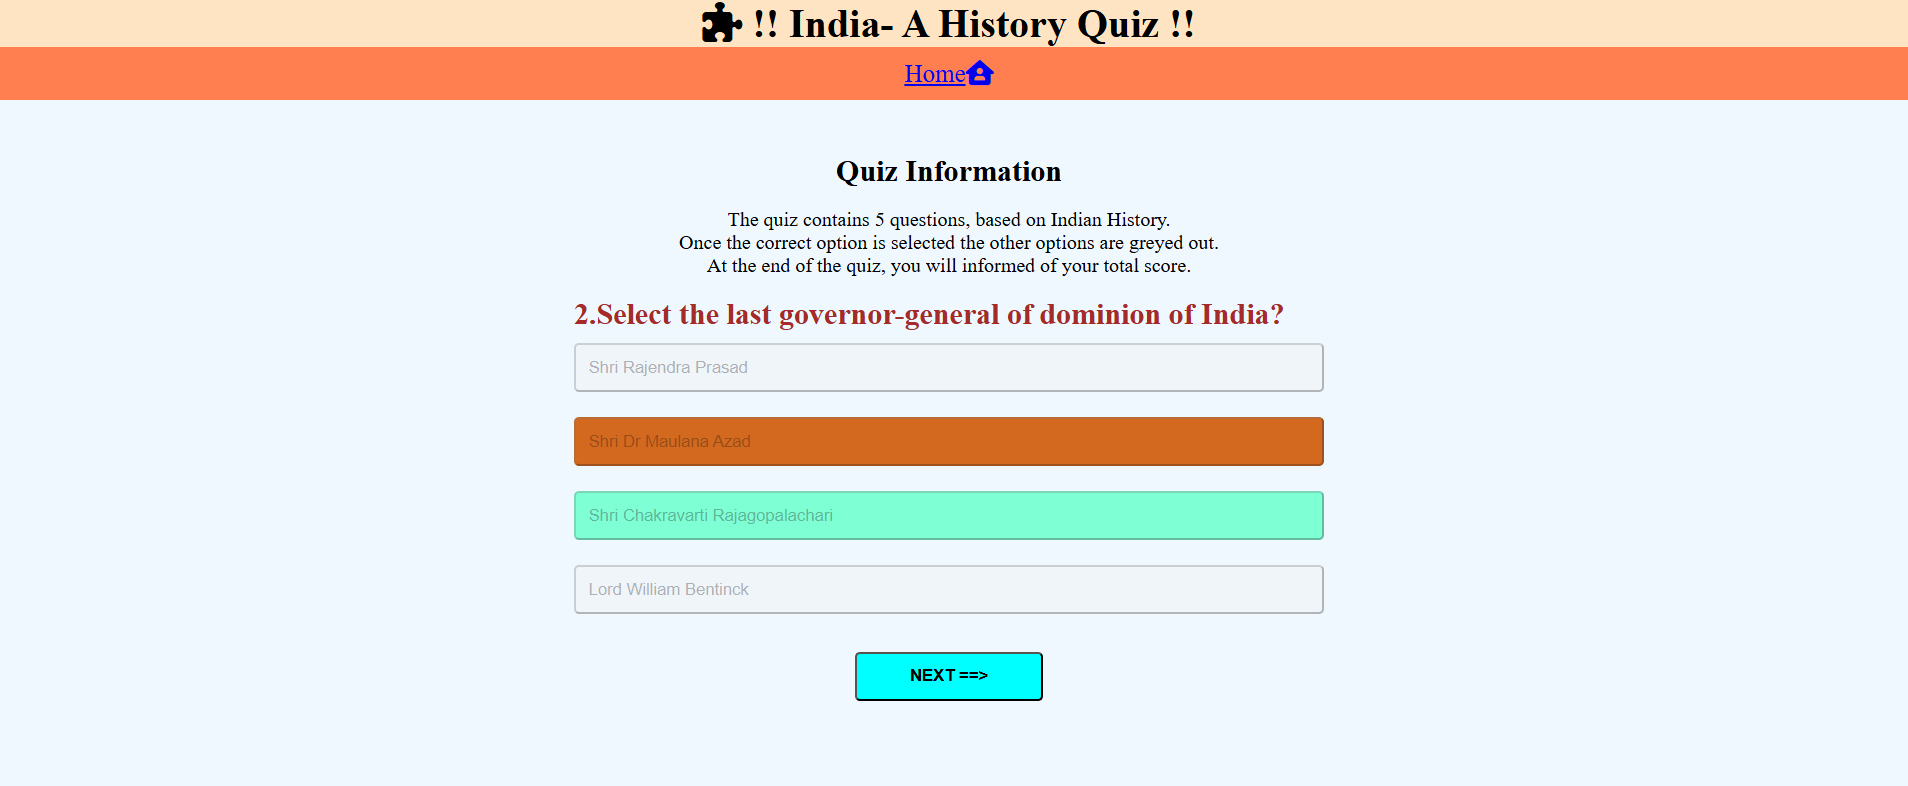 !! India- A History Quiz !!
Home
Quiz Information
The quiz contains 5 questions, based on Indian History.
Once the correct option is selected the other options are greyed out.
At the end of the quiz, you will informed of your total score.
2.Select the last governor-general of dominion of India?
Shri Rajendra Prasad
Shri Dr Maulana Azad
Shri Chakravarti Rajagopalachari
Lord William Bentinck
NEXT ==>